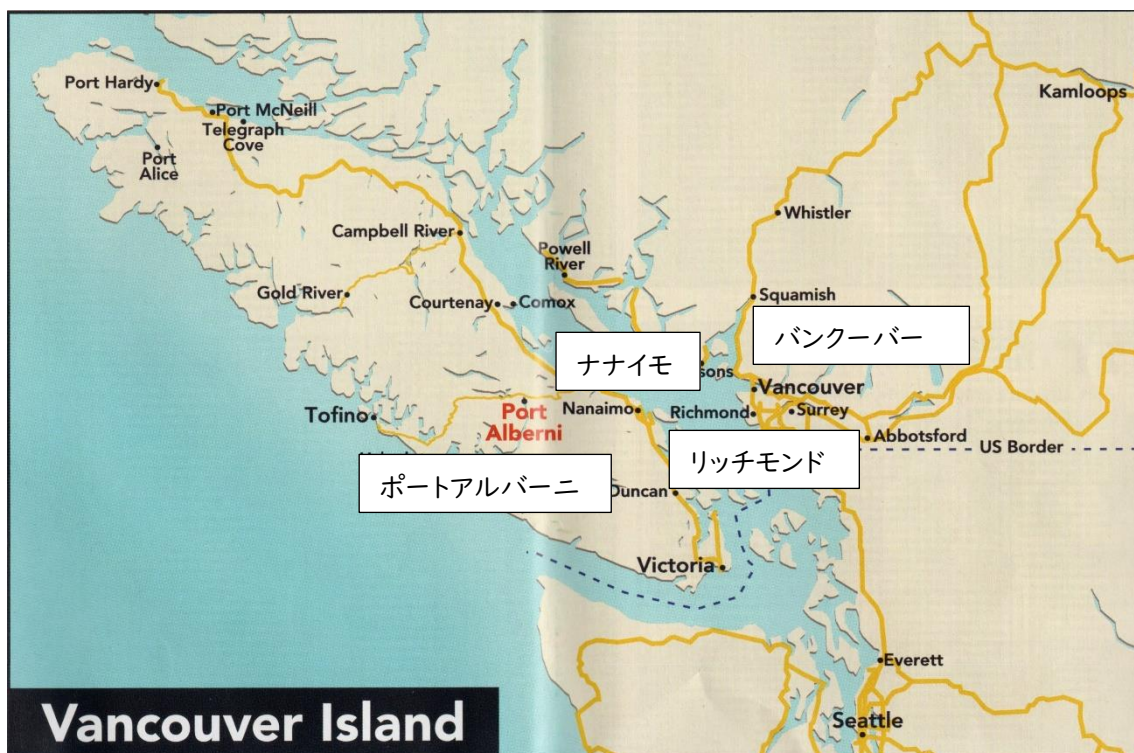 Port Hardy
Port McNeill
Telegraph
Cove
Port
Alice
Kamloops
Whistler
Campbell River
Powell
River
Gold River
Courtenay
Comox
Squamish
バンクーバー
ナナイモ
sons
Vancouver
Tofino
Port
Alberni
Nanaimo
Richmond
Surrey
Abbotsford
US Border
リッチモンド
ポートアルバーニ
Duncan
Victoria
Everett
Seattle
Vancouver Island